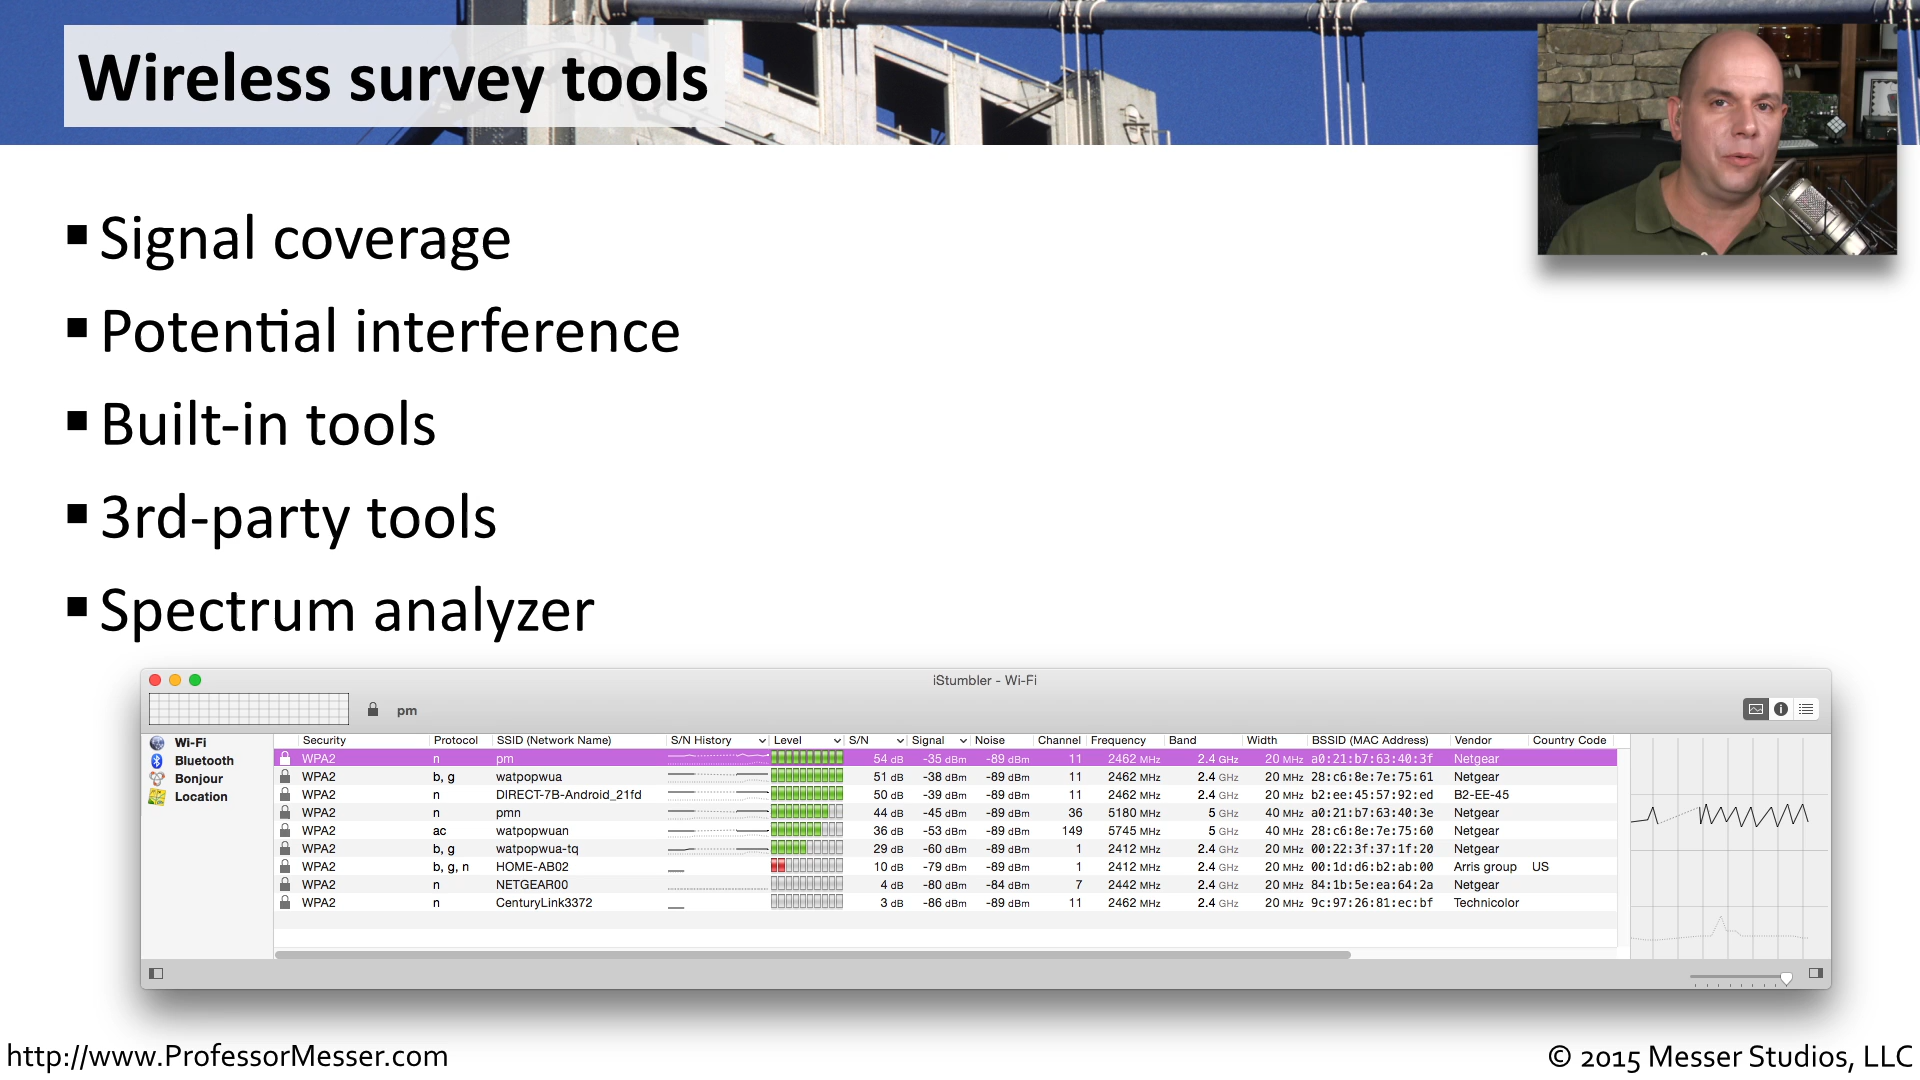 Wireless survey tools
Signal coverage
Potential interference
Built-in tools
3rd-party tools
Spectrum analyzer
iStumbler - Wi-Fi
pm
Wi-Fi
Bluetooth
Bonjour
Location
Security Protocol SSID (Network Name) S/N History Level S/N Signal Noise Channel Frequency Band Width BSSID (MAC Address) Vendor Country Code
WPA2 n pm 54 dB -35 dBm -89 dBm 11 2462 MHz 2.4 GHz 20 MHz a0:21:b7:63:40:3f Netgear
WPA2 b, g watpopwua 51 dB -38 dBm -89 dBm 11 2462 MHz 2.4 GHz 20 MHz 28:c6:8e:7e:75:61 Netgear
WPA2 n DIRECT-7B-Android_21fd 50 dB -39 dBm -89 dBm 11 2462 MHz 2.4 GHz 20 MHz b2:ee:45:57:92:ed B2-EE-45
WPA2 n pmn 44 dB -45 dBm -89 dBm 36 5180 MHz 5 GHz 40 MHz a0:21:b7:63:40:3e Netgear
WPA2 ac watpopwuan 36 dB -53 dBm -89 dBm 149 5745 MHz 5 GHz 40 MHz 28:c6:8e:7e:75:60 Netgear
WPA2 b, g watpopwua-tq 29 dB -60 dBm -89 dBm 1 2412 MHz 2.4 GHz 20 MHz 00:22:3f:37:1f:20 Netgear
WPA2 b, g, n HOME-AB02 10 dB -79 dBm -89 dBm 1 2412 MHz 2.4 GHz 20 MHz 00:1d:d6:b2:ab:00 Arris group US
WPA2 n NETGEAR00 4 dB -80 dBm -84 dBm 7 2442 MHz 2.4 GHz 20 MHz 84:1b:5e:ea:64:2a Netgear
WPA2 n CenturyLink3372 3 dB -86 dBm -89 dBm 11 2462 MHz 2.4 GHz 20 MHz 9c:97:26:81:ec:bf Technicolor
http://www.ProfessorMesser.com
© 2015 Messer Studios, LLC